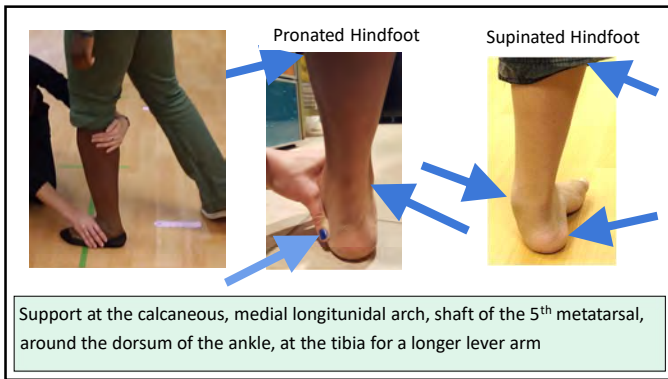 Pronated Hindfoot
Supinated Hindfoot
Support at the calcaneous, medial longitunidal arch, shaft of the 5th metatarsal,
around the dorsum of the ankle, at the tibia for a longer lever arm